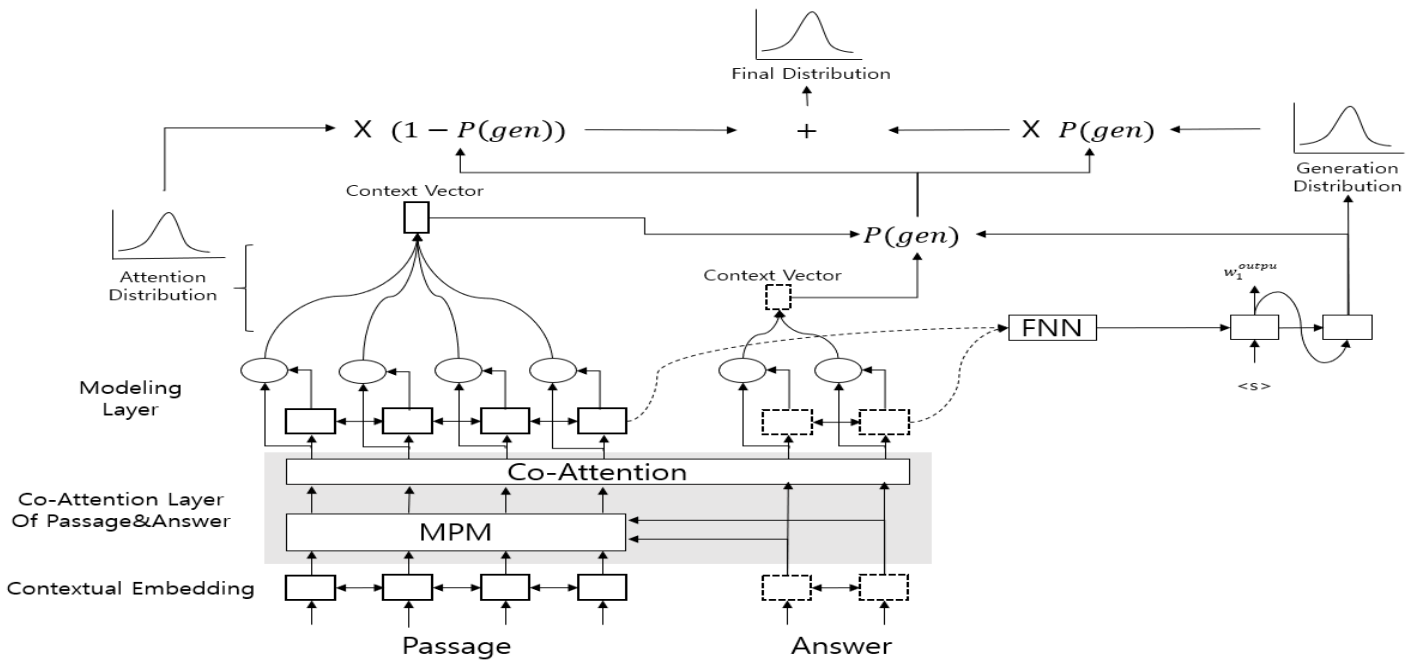 Final Distribution
X (1 − P(gen))
+
X P(gen)
Generation
Distribution
Context Vector
P(gen)
Attention
Distribution
Context Vector
w_1^{outpu}
FNN
<s>
Modeling
Layer
Co-Attention
Co-Attention Layer
Of Passage&Answer
MPM
Contextual Embedding
Passage
Answer